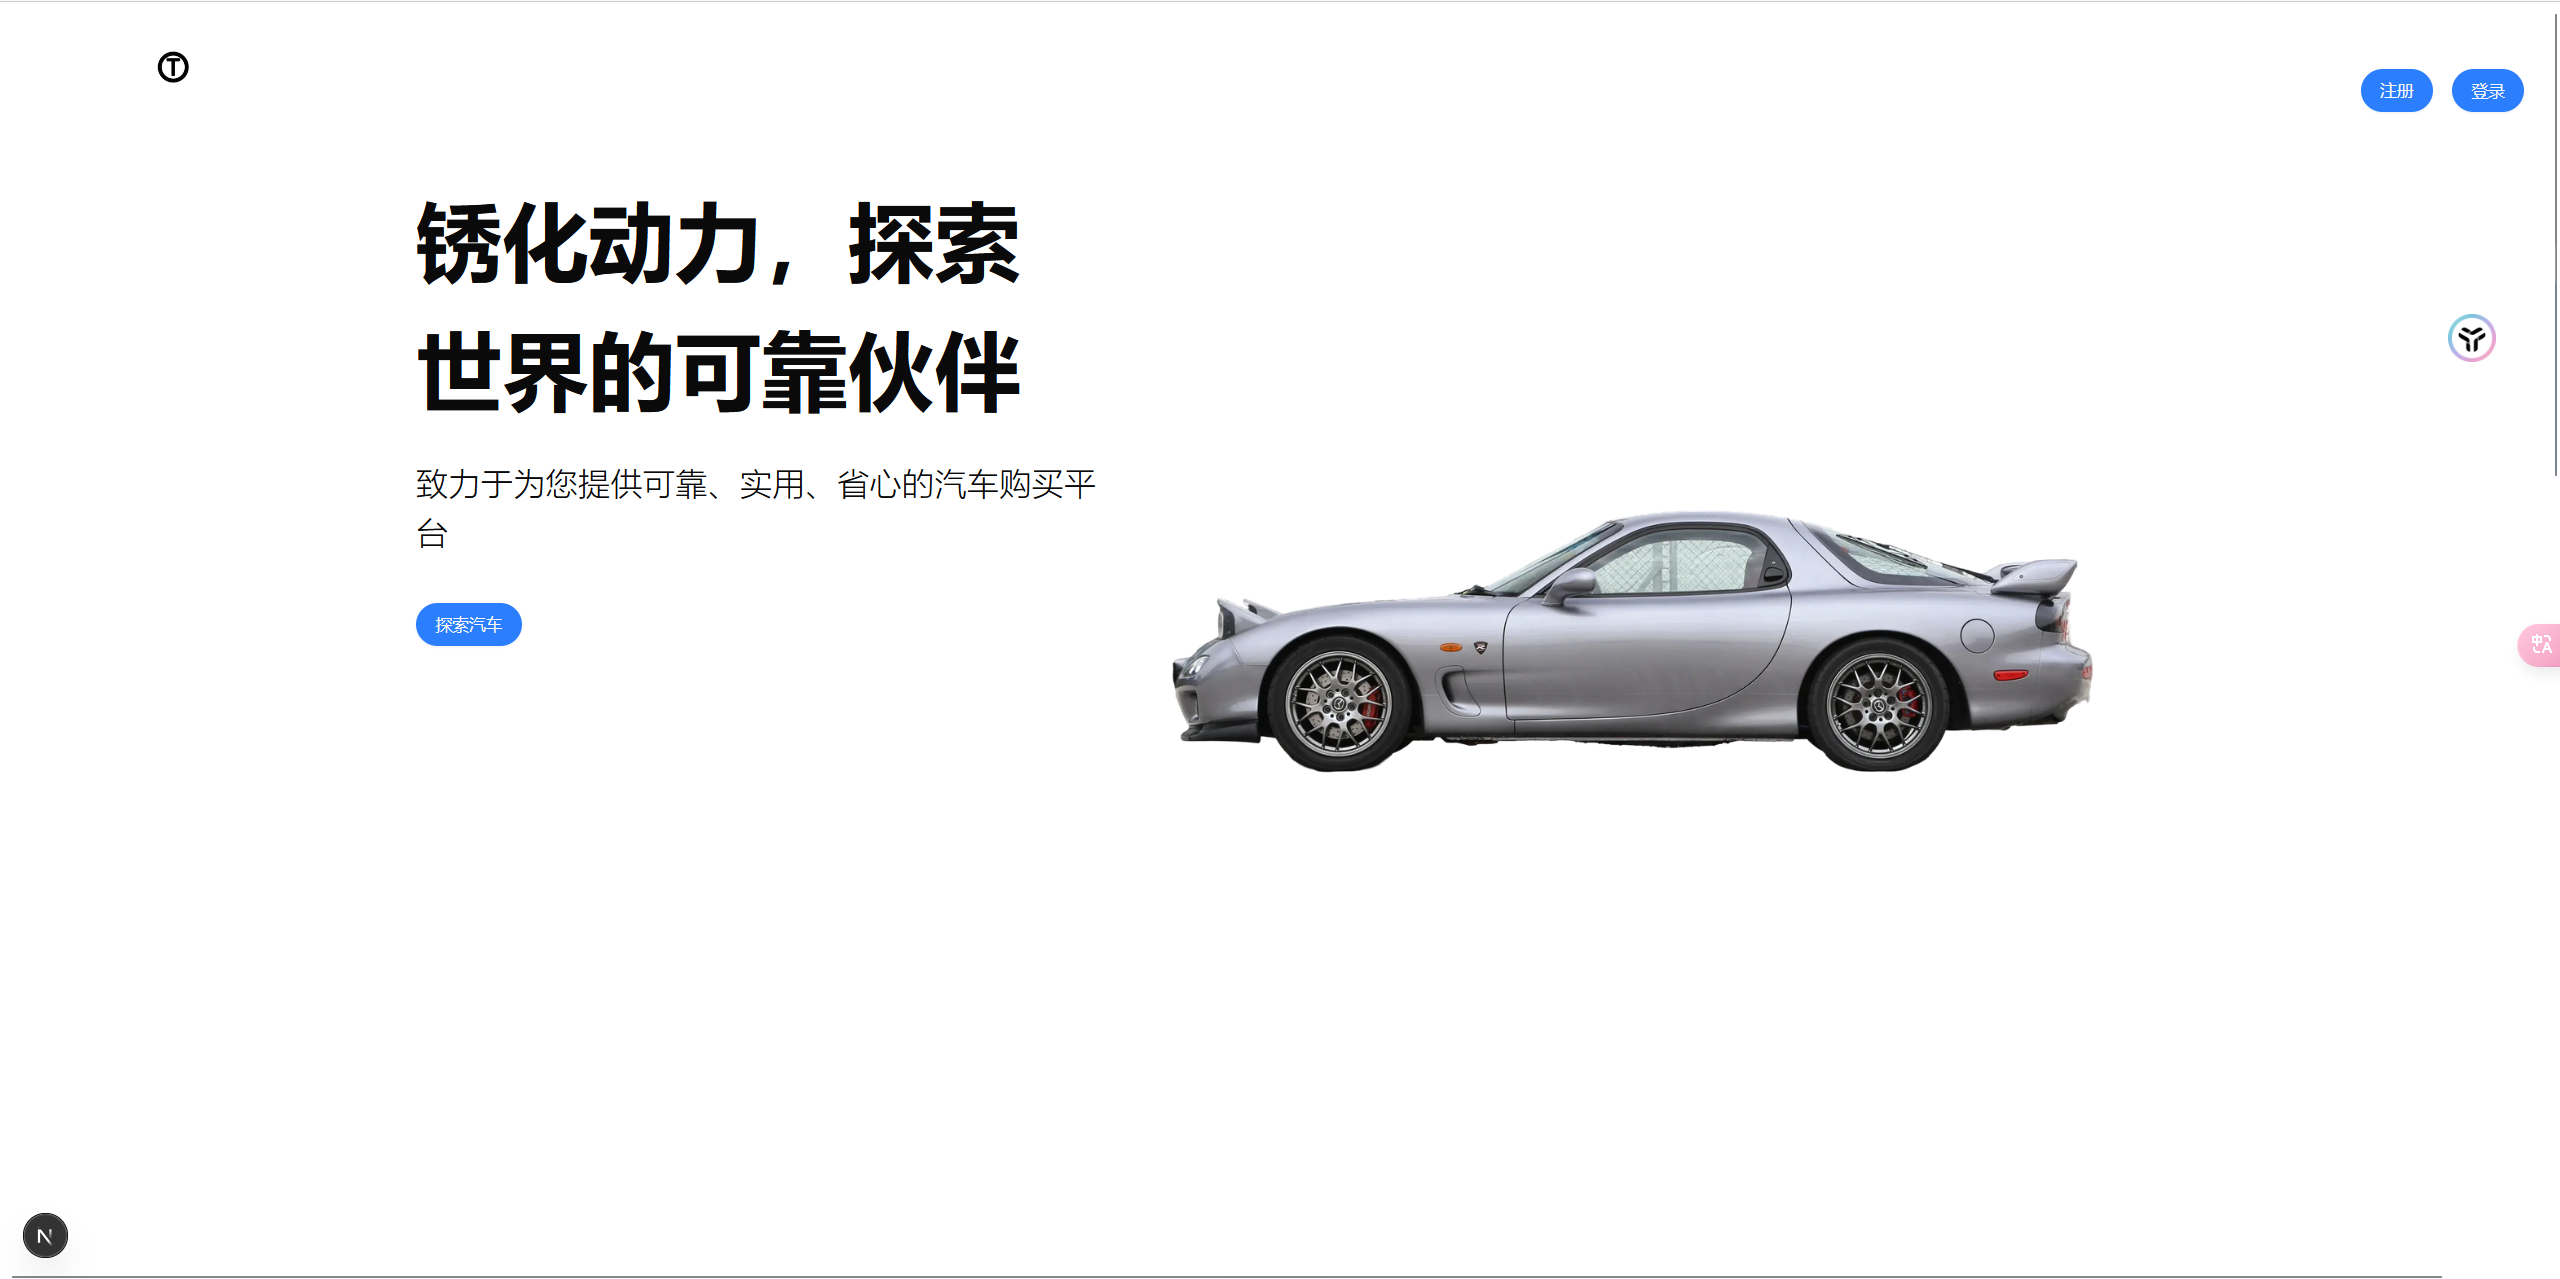 T
注册 登录
锈化动力，探索
世界的可靠伙伴
致力于为您提供可靠、实用、省心的汽车购买平
台
探索汽车
中
A
N